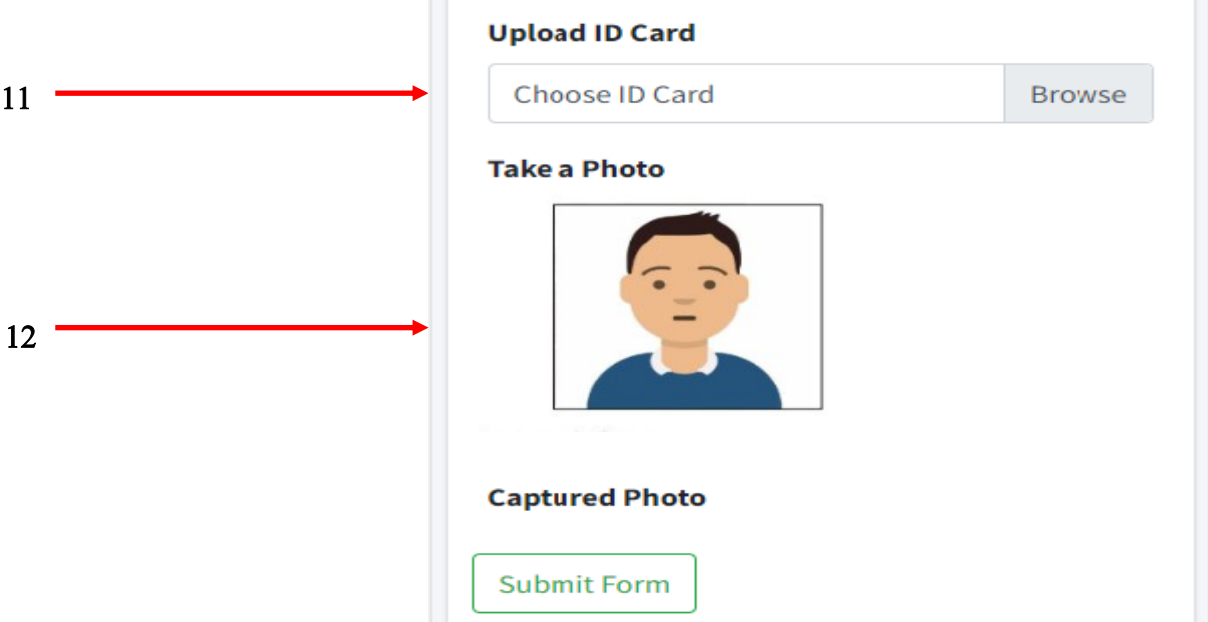 Upload ID Card
11
Choose ID Card Browse
Take a Photo
12
Captured Photo
Submit Form